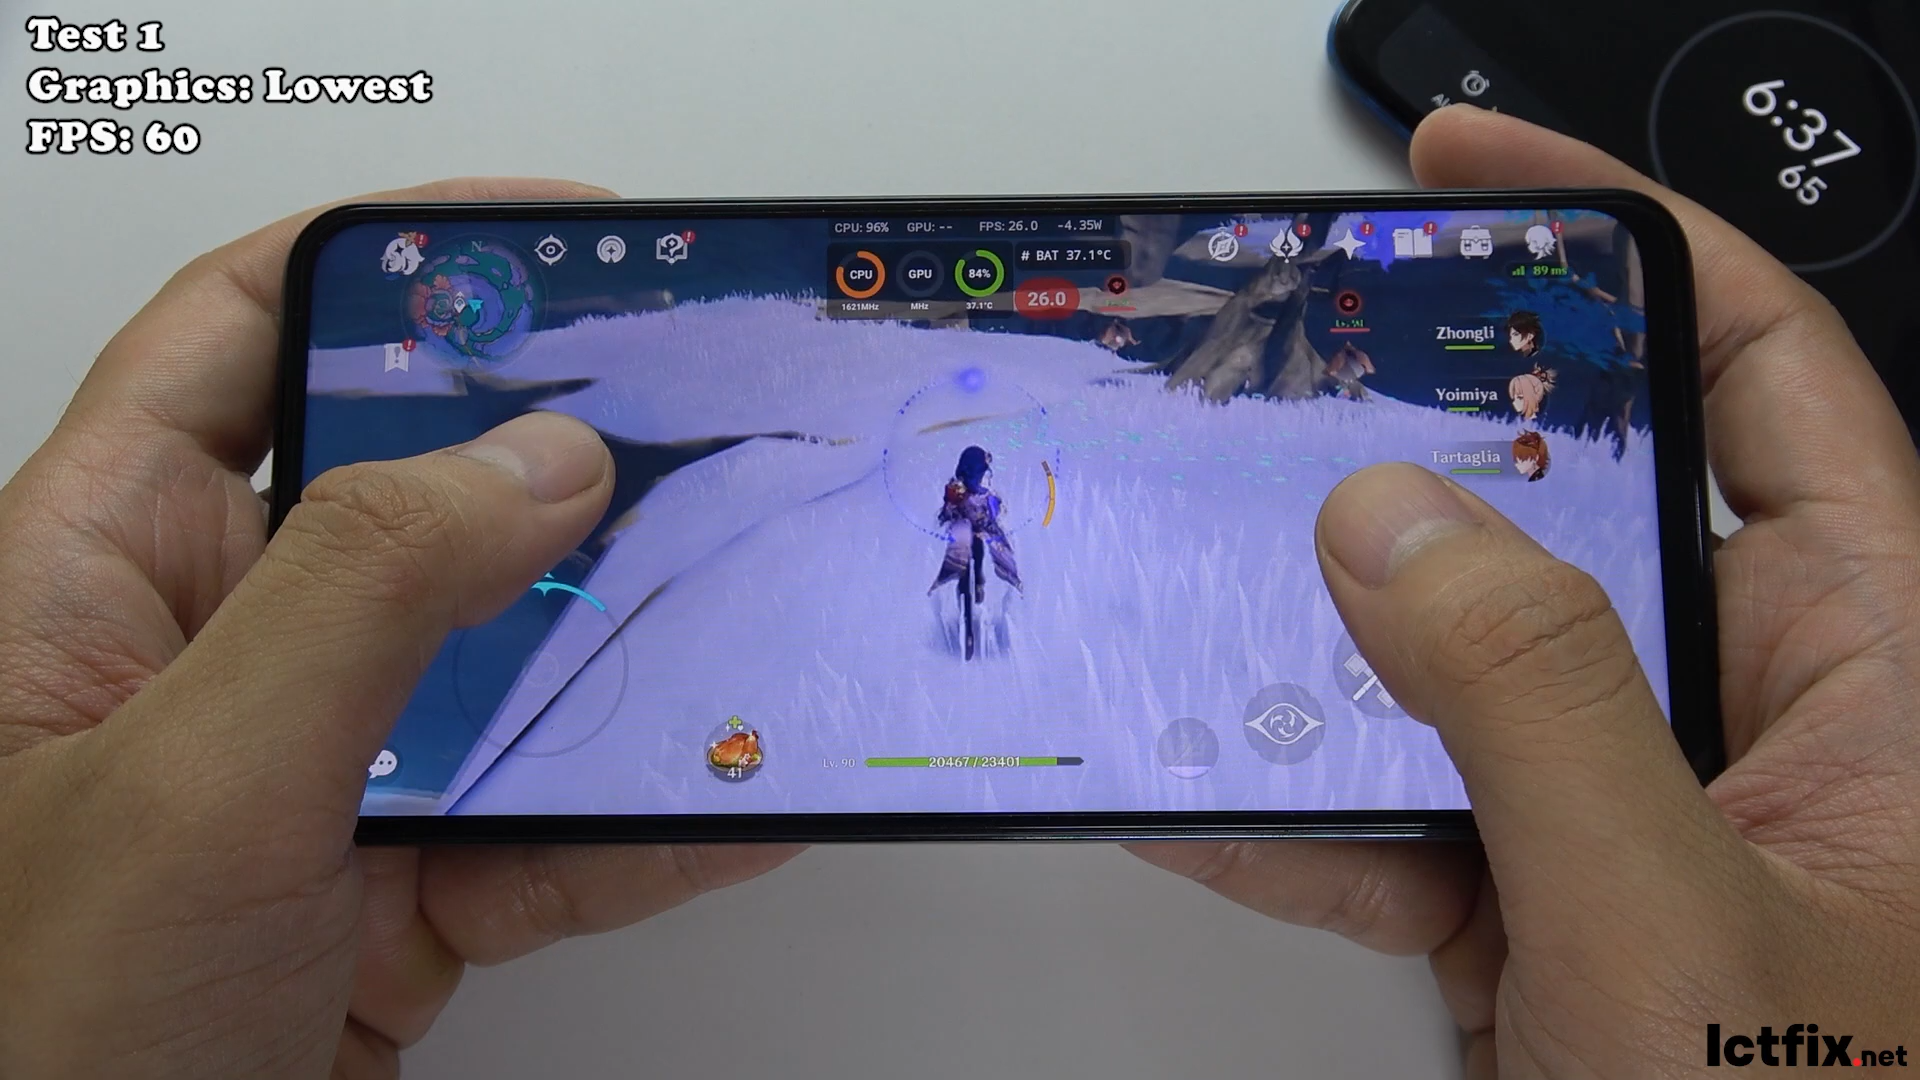 Test 1
Graphics: Lowest
FPS: 60
6:37
65
CPU: 96% GPU: -- FPS: 26.0 -4.35W
CPU GPU 84% # BAT 37.1°C
1621MHz MHz 37.1°C 26.0
N
89 ms
Zhongli
Yoimiya
Tartaglia
41
Lv. 90 20467 / 23401
Ictfix.net